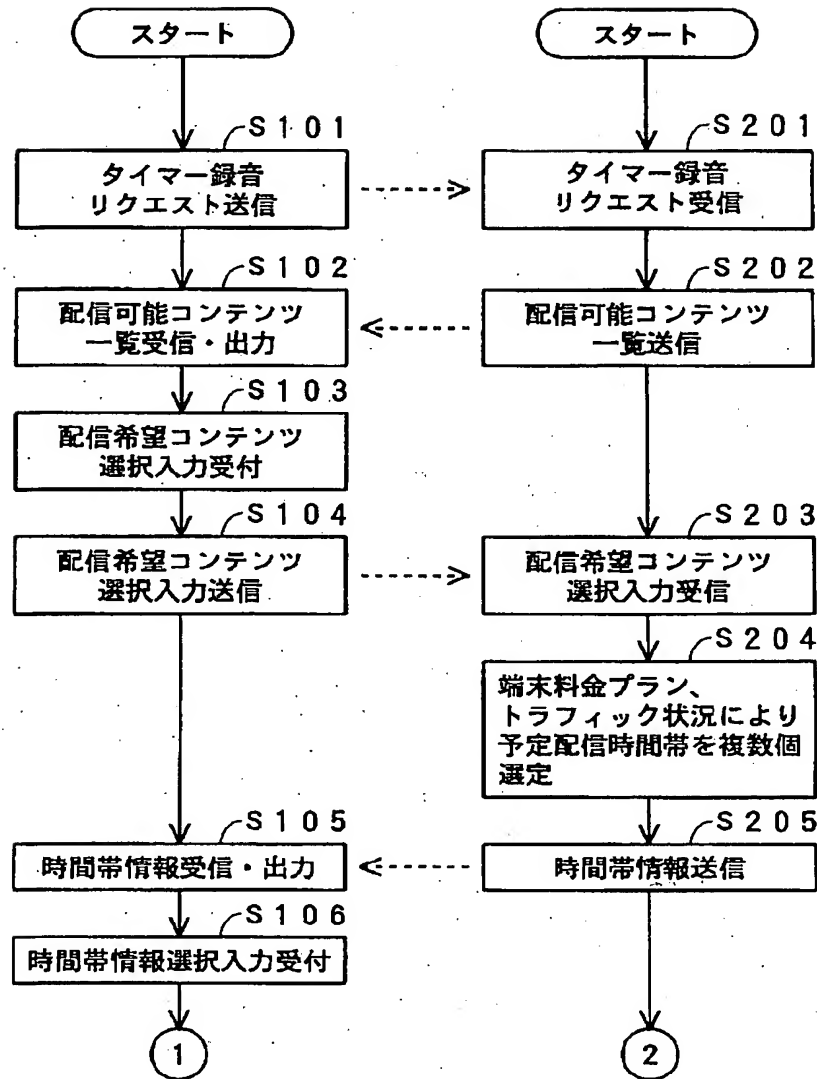 スタート
S101
タイマー録音
リクエスト送信
S102
配信可能コンテンツ
一覧受信・出力
S103
配信希望コンテンツ
選択入力受付
S104
配信希望コンテンツ
選択入力送信
S105
時間帯情報受信・出力
S106
時間帯情報選択入力受付
1
スタート
S201
タイマー録音
リクエスト受信
S202
配信可能コンテンツ
一覧送信
S203
配信希望コンテンツ
選択入力受信
S204
端末料金プラン、
トラフィック状況により
予定配信時間帯を複数個
選定
S205
時間帯情報送信
2